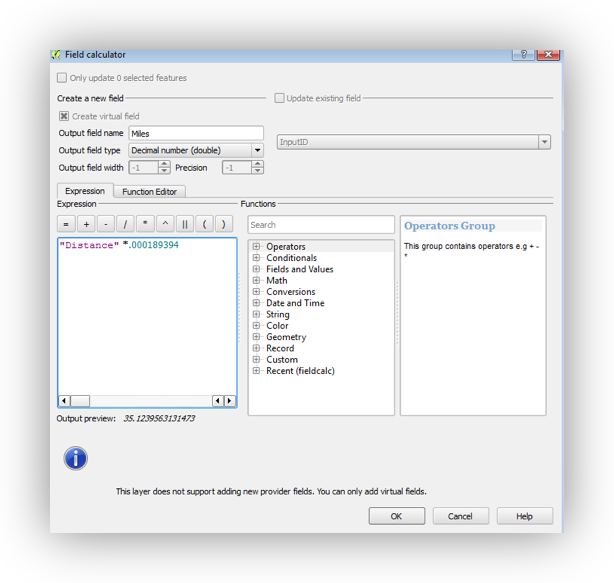 Field calculator
Only update 0 selected features
Create a new field
Update existing field
Create virtual field
Output field name Miles
InputID
Output field type Decimal number (double)
Output field width -1 Precision -1
Expression Function Editor
Expression
Functions
= + - / * ^ || ( )
Search
"Distance" *.000189394
Operators
Conditionals
Fields and Values
Math
Conversions
Date and Time
String
Color
Geometry
Record
Custom
Recent (fieldcalc)
Operators Group
This group contains operators e.g + -
*
Output preview: 35.1239563131473
This layer does not support adding new provider fields. You can only add virtual fields.
OK Cancel Help